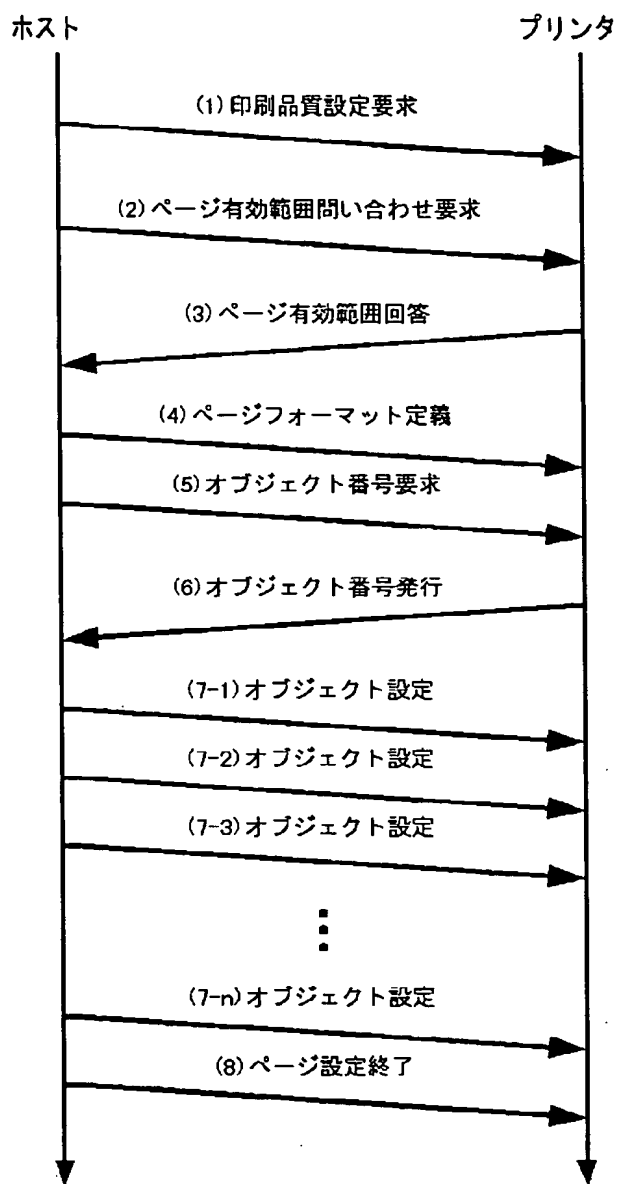 ホスト プリンタ
(1)印刷品質設定要求
(2)ページ有効範囲問い合わせ要求
(3)ページ有効範囲回答
(4)ページフォーマット定義
(5)オブジェクト番号要求
(6)オブジェクト番号発行
(7-1)オブジェクト設定
(7-2)オブジェクト設定
(7-3)オブジェクト設定
(7-n)オブジェクト設定
(8)ページ設定終了